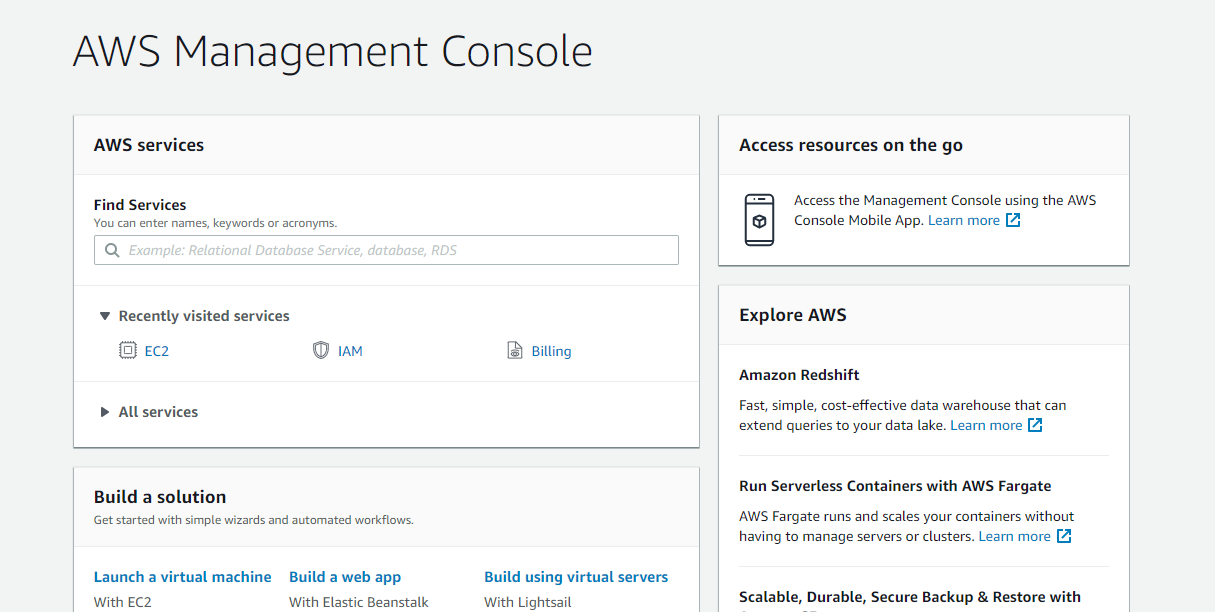 AWS Management Console
AWS services
Find Services
You can enter names, keywords or acronyms.
Example: Relational Database Service, database, RDS
Recently visited services
EC2
IAM
Billing
All services
Build a solution
Get started with simple wizards and automated workflows.
Launch a virtual machine
With EC2
Build a web app
With Elastic Beanstalk
Build using virtual servers
With Lightsail
Access resources on the go
Access the Management Console using the AWS
Console Mobile App. Learn more
Explore AWS
Amazon Redshift
Fast, simple, cost-effective data warehouse that can
extend queries to your data lake. Learn more
Run Serverless Containers with AWS Fargate
AWS Fargate runs and scales your containers without
having to manage servers or clusters. Learn more
Scalable, Durable, Secure Backup & Restore with